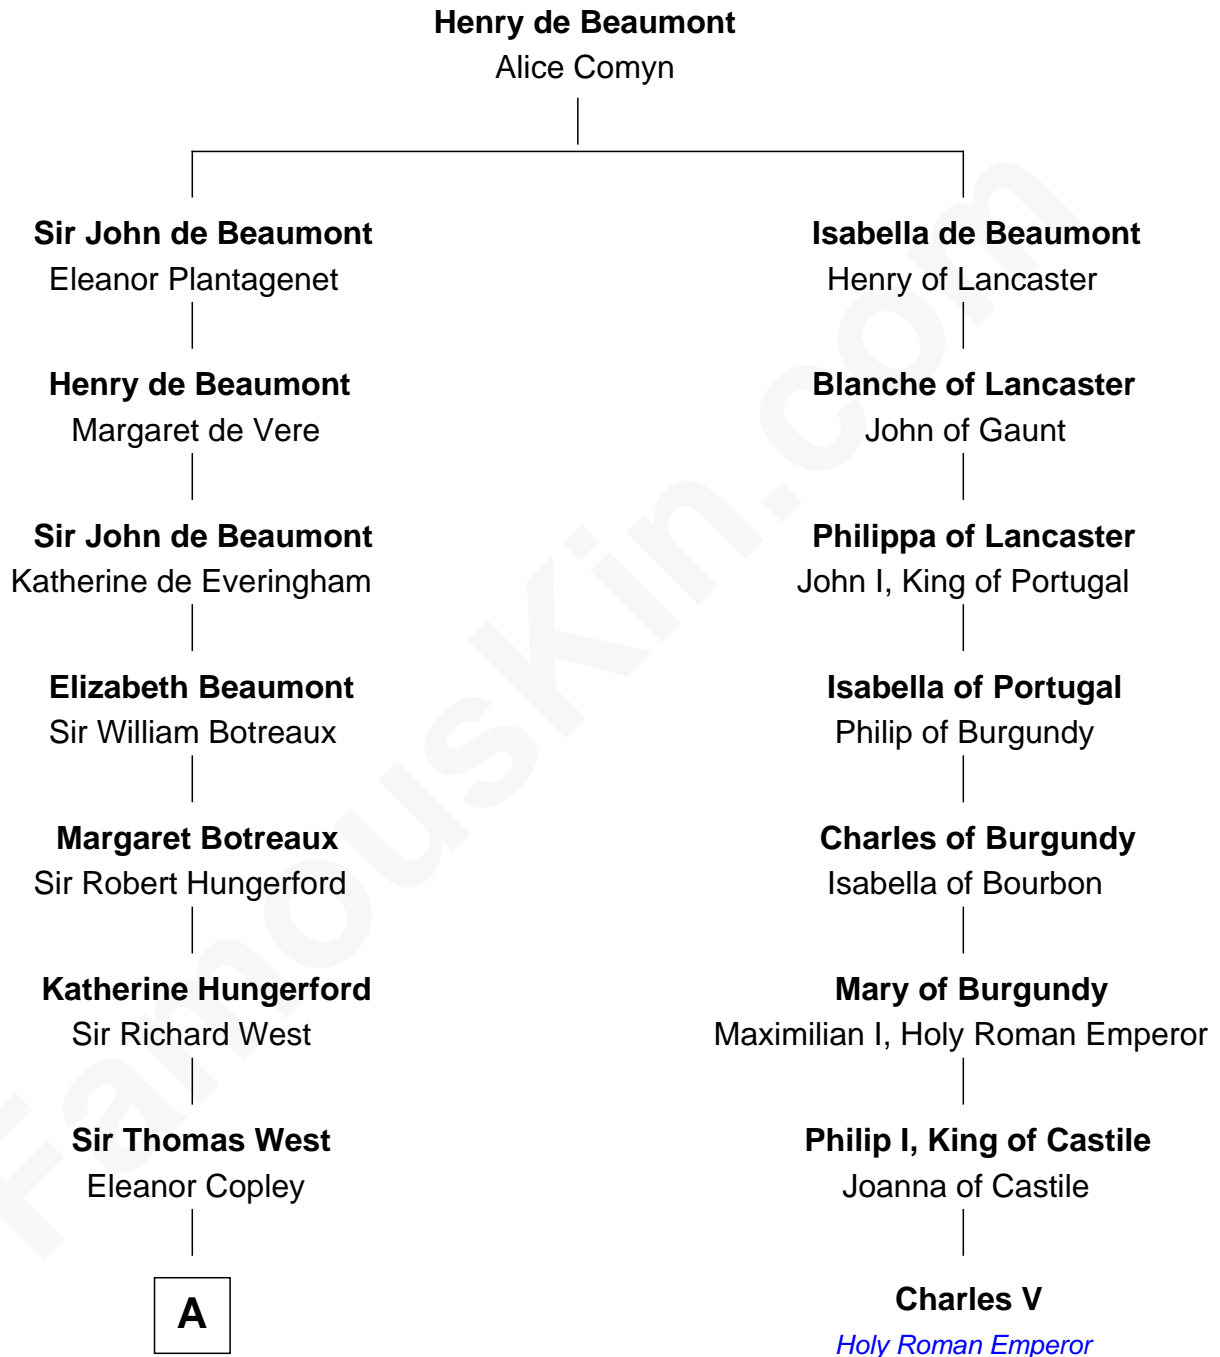 Henry de Beaumont
Alice Comyn
Sir John de Beaumont
Eleanor Plantagenet
Isabella de Beaumont
Henry of Lancaster
Henry de Beaumont
Margaret de Vere
Blanche of Lancaster
John of Gaunt
Sir John de Beaumont
Katherine de Everingham
Philippa of Lancaster
John I, King of Portugal
Elizabeth Beaumont
Sir William Botreaux
Isabella of Portugal
Philip of Burgundy
Margaret Botreaux
Sir Robert Hungerford
Charles of Burgundy
Isabella of Bourbon
Katherine Hungerford
Sir Richard West
Mary of Burgundy
Maximilian I, Holy Roman Emperor
Sir Thomas West
Eleanor Copley
Philip I, King of Castile
Joanna of Castile
A
Charles V
Holy Roman Emperor
FamousKin.com